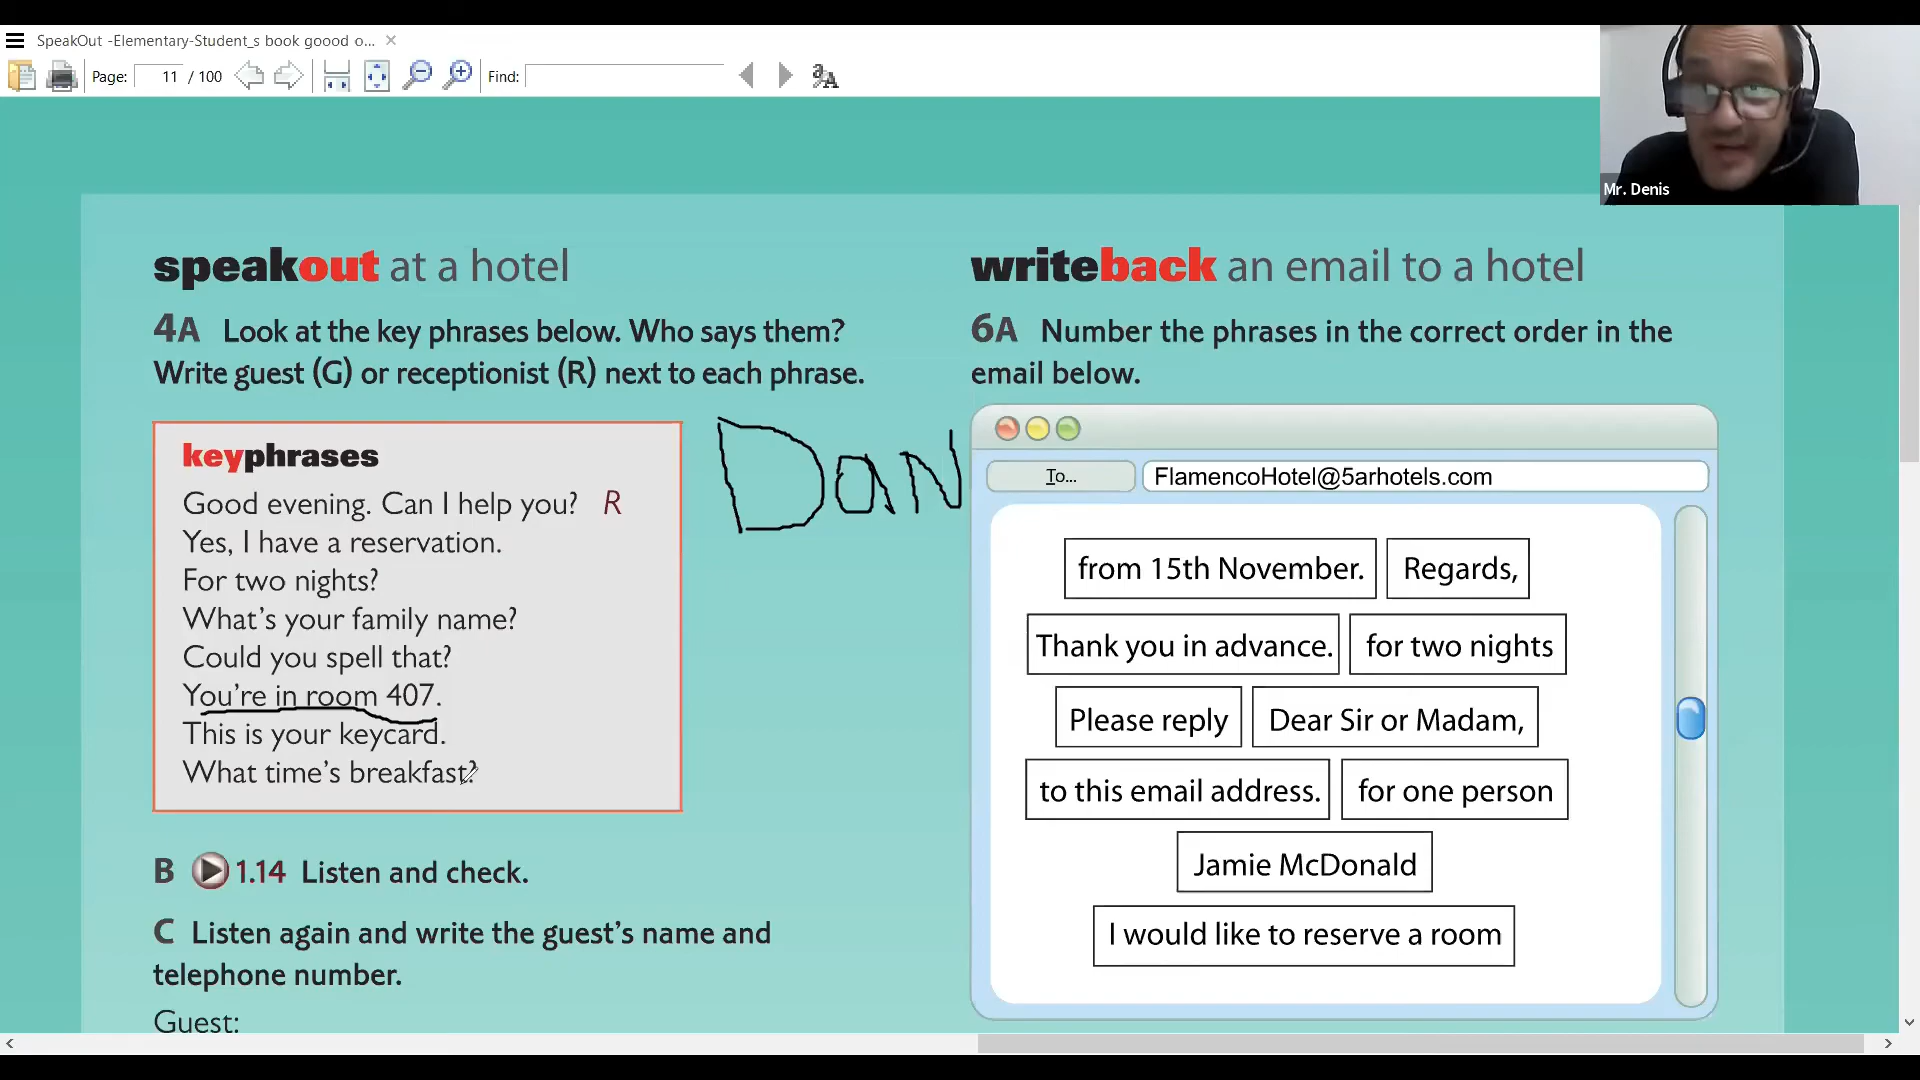 SpeakOut -Elementary-Student_s book goood o...
Page: 11 / 100 Find:
Mr. Denis
speakout at a hotel
4A Look at the key phrases below. Who says them?
Write guest (G) or receptionist (R) next to each phrase.
keyphrases
Good evening. Can I help you? R
Yes, I have a reservation.
For two nights?
What's your family name?
Could you spell that?
You're in room 407.
This is your keycard.
What time's breakfast?
DaN
B 1.14 Listen and check.
C Listen again and write the guest's name and
telephone number.
Guest:
writeback an email to a hotel
6A Number the phrases in the correct order in the
email below.
To... FlamencoHotel@5arhotels.com
from 15th November. Regards,
Thank you in advance. for two nights
Please reply Dear Sir or Madam,
to this email address. for one person
Jamie McDonald
I would like to reserve a room